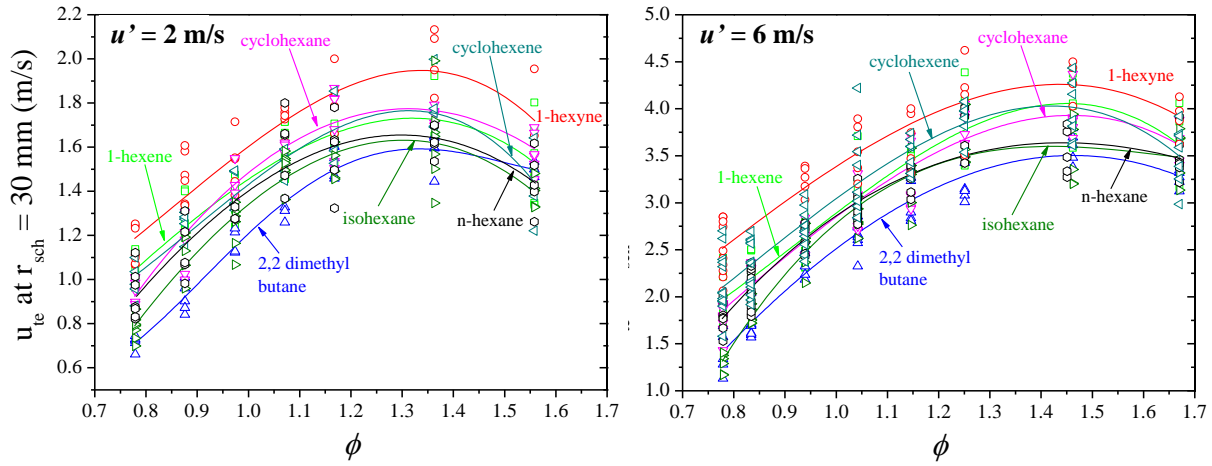 u' = 2 m/s
cyclohexane
cyclohexene
1-hexyne
1-hexene
isohexane
n-hexane
2,2 dimethyl
butane
u_te at r_sch = 30 mm (m/s)
2.2
2.0
1.8
1.6
1.4
1.2
1.0
0.8
0.6
0.7 0.8 0.9 1.0 1.1 1.2 1.3 1.4 1.5 1.6 1.7
ϕ
u' = 6 m/s
cyclohexane
cyclohexene
1-hexyne
1-hexene
n-hexane
isohexane
2,2 dimethyl
butane
5.0
4.5
4.0
3.5
3.0
2.5
2.0
1.5
1.0
0.7 0.8 0.9 1.0 1.1 1.2 1.3 1.4 1.5 1.6 1.7
ϕ